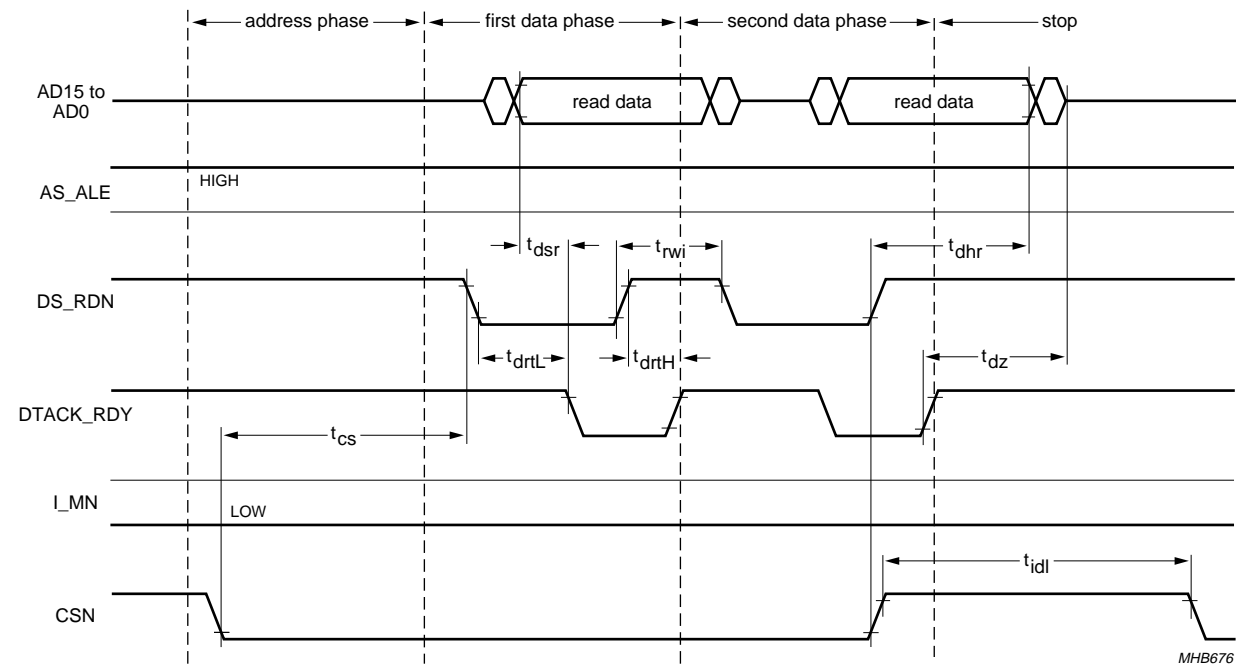 address phase
first data phase
second data phase
stop
AD15 to
AD0
read data
read data
AS_ALE
HIGH
tdsr
trwi
tdhr
DS_RDN
tdrtL
tdrtH
tdz
DTACK_RDY
tcs
I_MN
LOW
tidl
CSN
MHB676